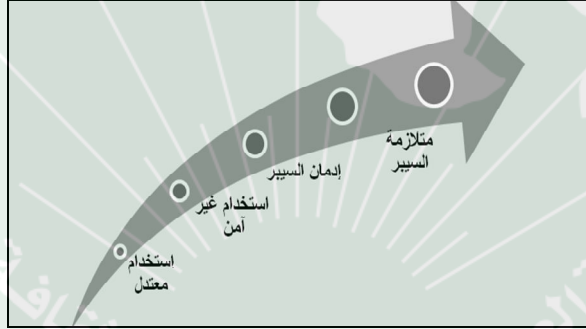 متلازمة
السيبر
إدمان السيبر
استخدام غير
آمن
استخدام
معتدل